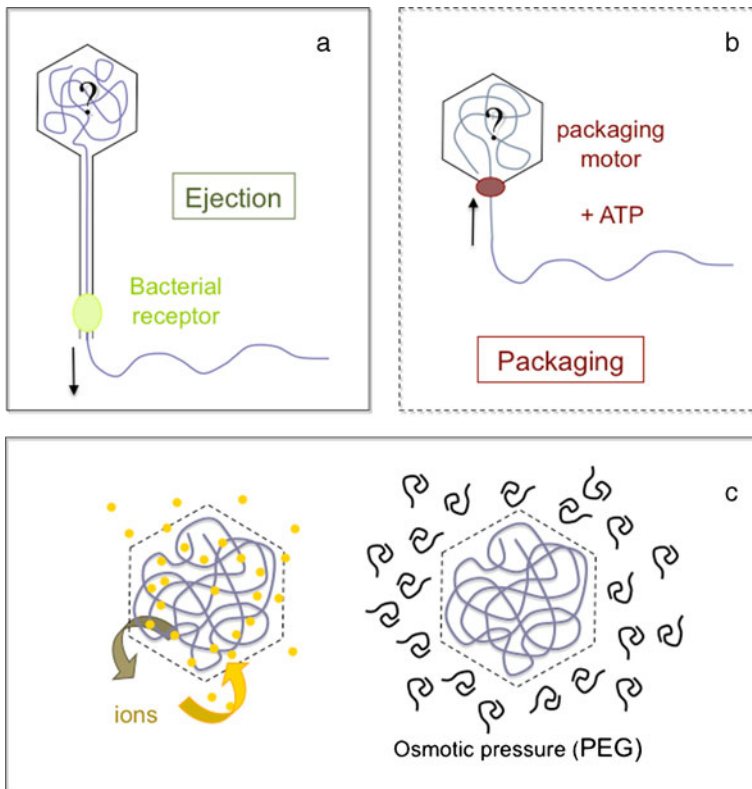 a
?
Ejection
Bacterial
receptor
b
?
packaging
motor
+ ATP
Packaging
c
ions
Osmotic pressure (PEG)